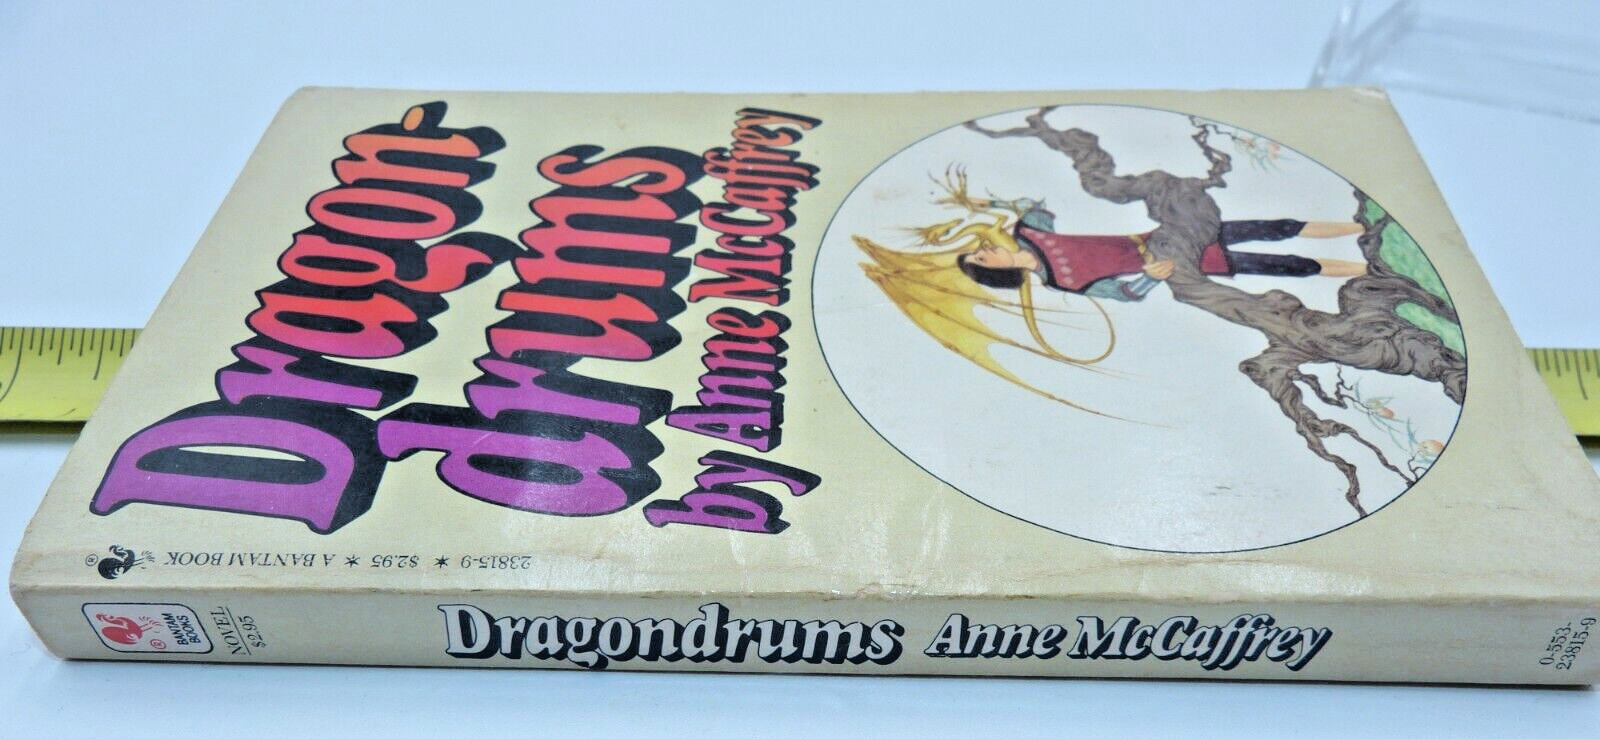 Dragon-
drums
by Anne McCaffrey
® A BANTAM BOOK ★ $2.95 ★ 23815-9
®
BANTAM
BOOKS
NOVEL
$2.95
Dragondrums Anne McCaffrey
0-553-
23815-9